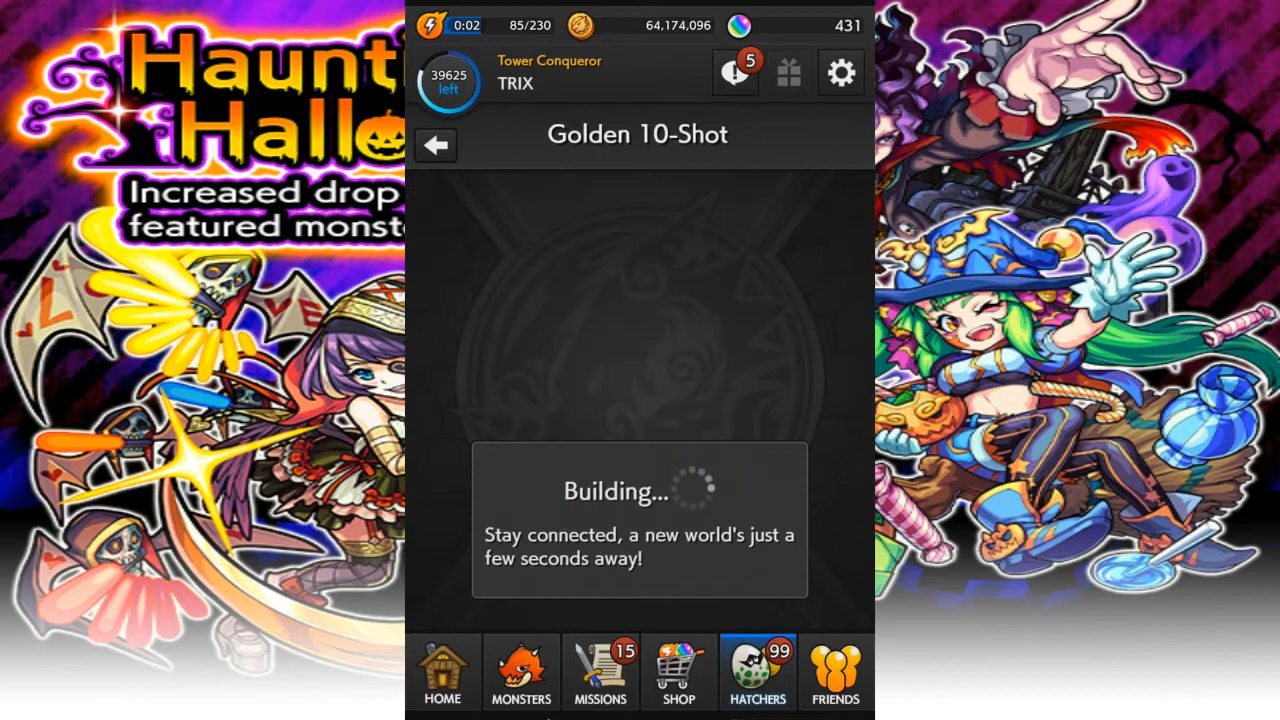 0:02 85/230 64,174,096 431
39625 left
Tower Conqueror
TRIX
5
Golden 10-Shot
Building...
Stay connected, a new world's just a
few seconds away!
15
99
HOME MONSTERS MISSIONS SHOP HATCHERS FRIENDS
Haunti
Hallo
Increased drop
featured monst
L VE